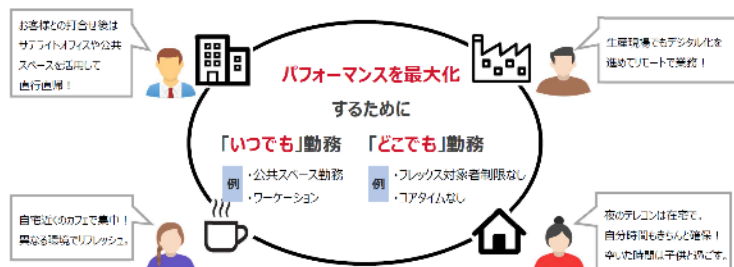 お客様との打合せ後は
サテライトオフィスや公共
スペースを活用して
直行直帰！
生産現場でもデジタル化を
進めてリモートで業務！
パフォーマンスを最大化
するために
「いつでも」勤務
「どこでも」勤務
例
・公共スペース勤務
・ワーケーション
例
・フレックス対象者制限なし
・コアタイムなし
自宅近くのカフェで集中！
異なる環境でリフレッシュ。
夜のテレコンは在宅で、
自分時間もきちんと確保！
空いた時間は子供と過ごす。